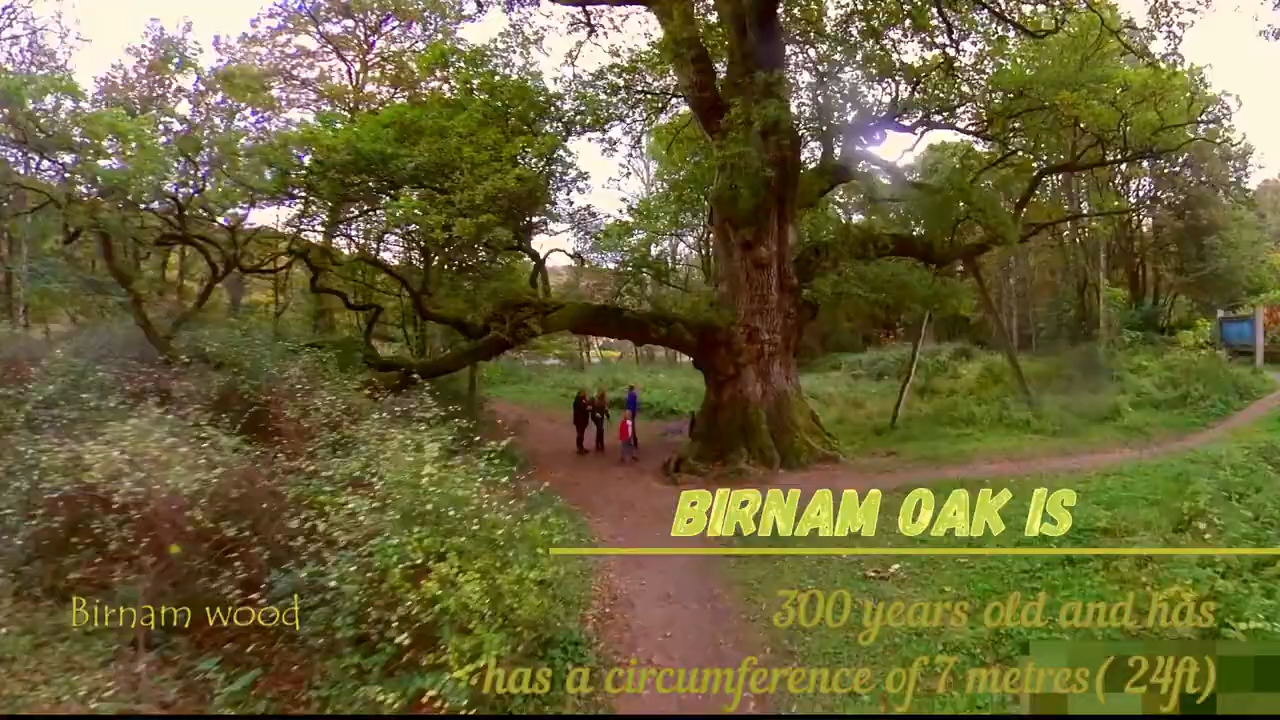 BIRNAM OAK IS
Birnam wood
300 years old and has
has a circumference of 7 metres ( 24ft)